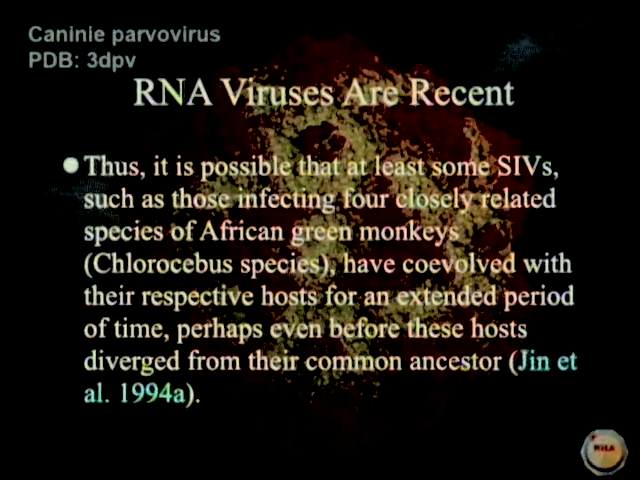 Caninie parvovirus
PDB: 3dpv
RNA Viruses Are Recent
Thus, it is possible that at least some SIVs,
such as those infecting four closely related
species of African green monkeys
(Chlorocebus species), have coevolved with
their respective hosts for an extended period
of time, perhaps even before these hosts
diverged from their common ancestor (Jin et
al. 1994a).